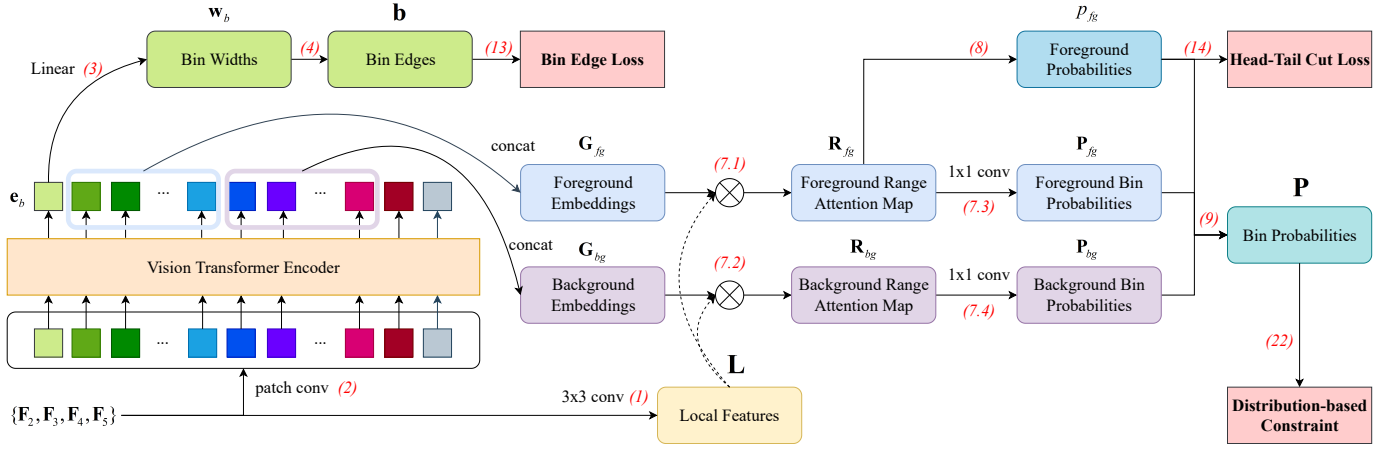 w_b
b
p_fg
Linear
(3)
Bin Widths
(4)
Bin Edges
(13)
Bin Edge Loss
(8)
Foreground
Probabilities
(14)
Head-Tail Cut Loss
concat
G_fg
(7.1)
R_fg
P_fg
e_b
...
...
Foreground
Embeddings
Foreground Range
Attention Map
1x1 conv
(7.3)
Foreground Bin
Probabilities
P
(9)
Bin Probabilities
concat
G_bg
(7.2)
R_bg
P_bg
Vision Transformer Encoder
Background
Embeddings
Background Range
Attention Map
1x1 conv
(7.4)
Background Bin
Probabilities
...
...
(22)
L
patch conv
(2)
{F_2, F_3, F_4, F_5}
3x3 conv
(1)
Local Features
Distribution-based
Constraint